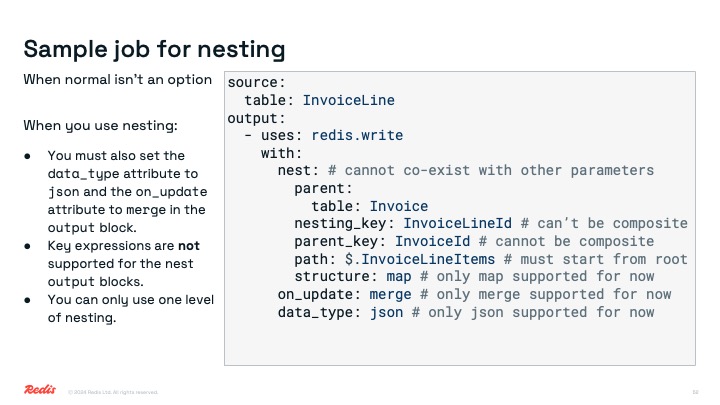 Sample job for nesting
When normal isn't an option
When you use nesting:
● You must also set the
data_type attribute to
json and the on_update
attribute to merge in the
output block.
● Key expressions are not
supported for the nest
output blocks.
● You can only use one level
of nesting.
source:
  table: InvoiceLine
output:
  - uses: redis.write
    with:
      nest: # cannot co-exist with other parameters
        parent:
          table: Invoice
        nesting_key: InvoiceLineId # can't be composite
        parent_key: InvoiceId # cannot be composite
        path: $.InvoiceLineItems # must start from root
        structure: map # only map supported for now
      on_update: merge # only merge supported for now
      data_type: json # only json supported for now
Redis
© 2024 Redis Ltd. All rights reserved.